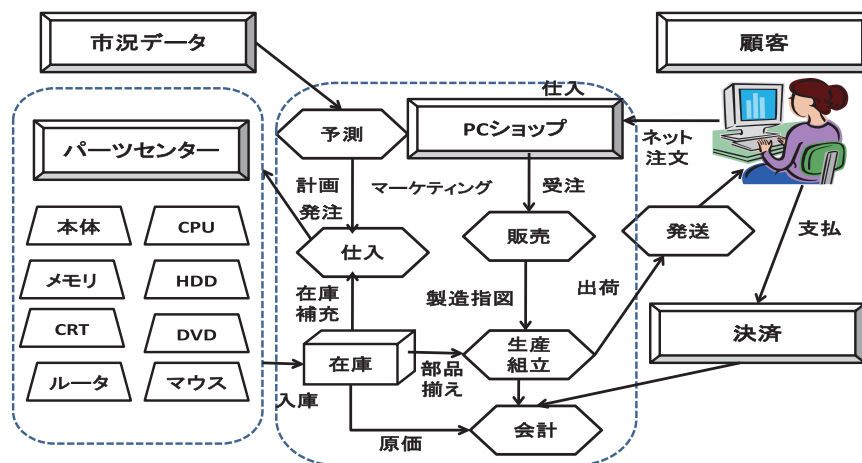 市況データ
顧客
仕入
予測
PCショップ
ネット
注文
パーツセンター
計画
発注
マーケティング
受注
本体
CPU
仕入
販売
発送
支払
メモリ
HDD
在庫
補充
製造指図
出荷
CRT
DVD
在庫
部品
揃え
生産
組立
決済
ルータ
マウス
入庫
原価
会計